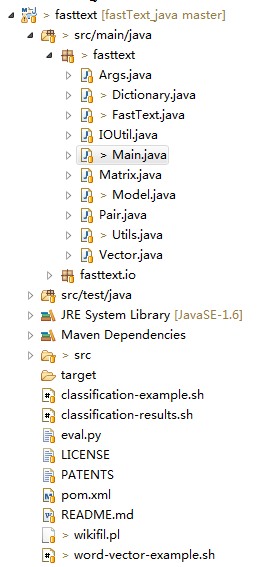 > fasttext [fastText_java master]
src/main/java
> fasttext
Args.java
> Dictionary.java
> FastText.java
IOUtil.java
> Main.java
Matrix.java
> Model.java
Pair.java
> Utils.java
Vector.java
fasttext.io
src/test/java
JRE System Library [JavaSE-1.6]
Maven Dependencies
> src
target
classification-example.sh
classification-results.sh
eval.py
LICENSE
PATENTS
pom.xml
README.md
> wikifil.pl
> word-vector-example.sh